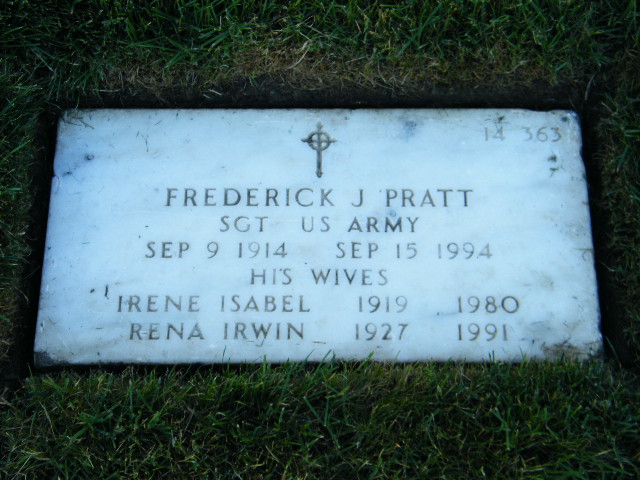 14 363
FREDERICK J PRATT
SGT US ARMY
SEP 9 1914 SEP 15 1994
HIS WIVES
IRENE ISABEL 1919 1980
RENA IRWIN 1927 1991